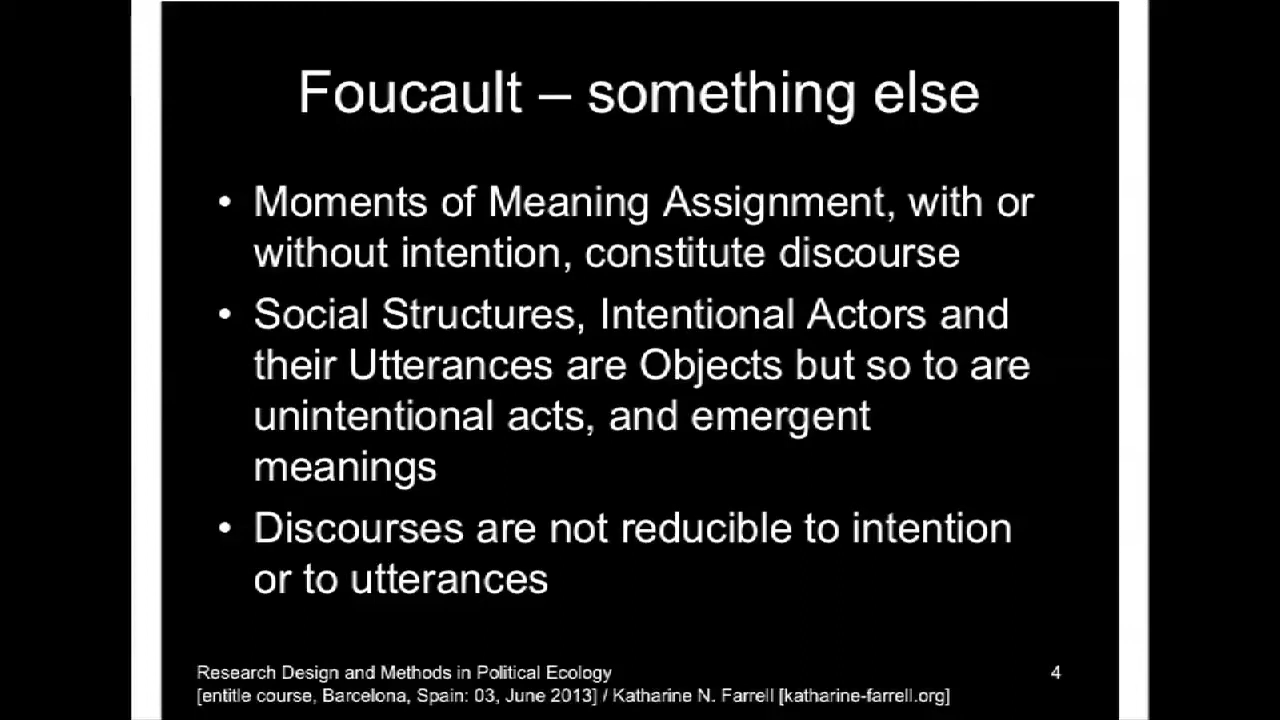 Foucault – something else
• Moments of Meaning Assignment, with or
without intention, constitute discourse
• Social Structures, Intentional Actors and
their Utterances are Objects but so to are
unintentional acts, and emergent
meanings
• Discourses are not reducible to intention
or to utterances
Research Design and Methods in Political Ecology
4
[entitle course, Barcelona, Spain: 03, June 2013] / Katharine N. Farrell [katharine-farrell.org]